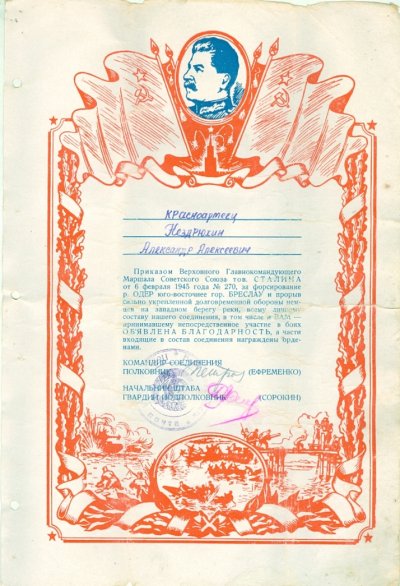 Красноармеец
Нездрюхин
Александр Алексеевич
Приказом Верховного Главнокомандующего
Маршала Советского Союза тов. СТАЛИНА
от 6 февраля 1945 года № 270, за форсирование
р. ОДЕР юго-восточнее гор. БРЕСЛАУ и прорыв
сильно укрепленной долговременной обороны нем-
цев на западном берегу реки, всему личному
составу нашего соединения, в том числе и ВАМ —
принимавшему непосредственное участие в боях
ОБЪЯВЛЕНА БЛАГОДАРНОСТЬ, а части
входящие в состав соединения награждены орде-
нами.
КОМАНДИР СОЕДИНЕНИЯ
ПОЛКОВНИК (ЕФРЕМЕНКО)
НАЧАЛЬНИК ШТАБА
ГВАРДИИ ПОДПОЛКОВНИК (СОРОКИН)